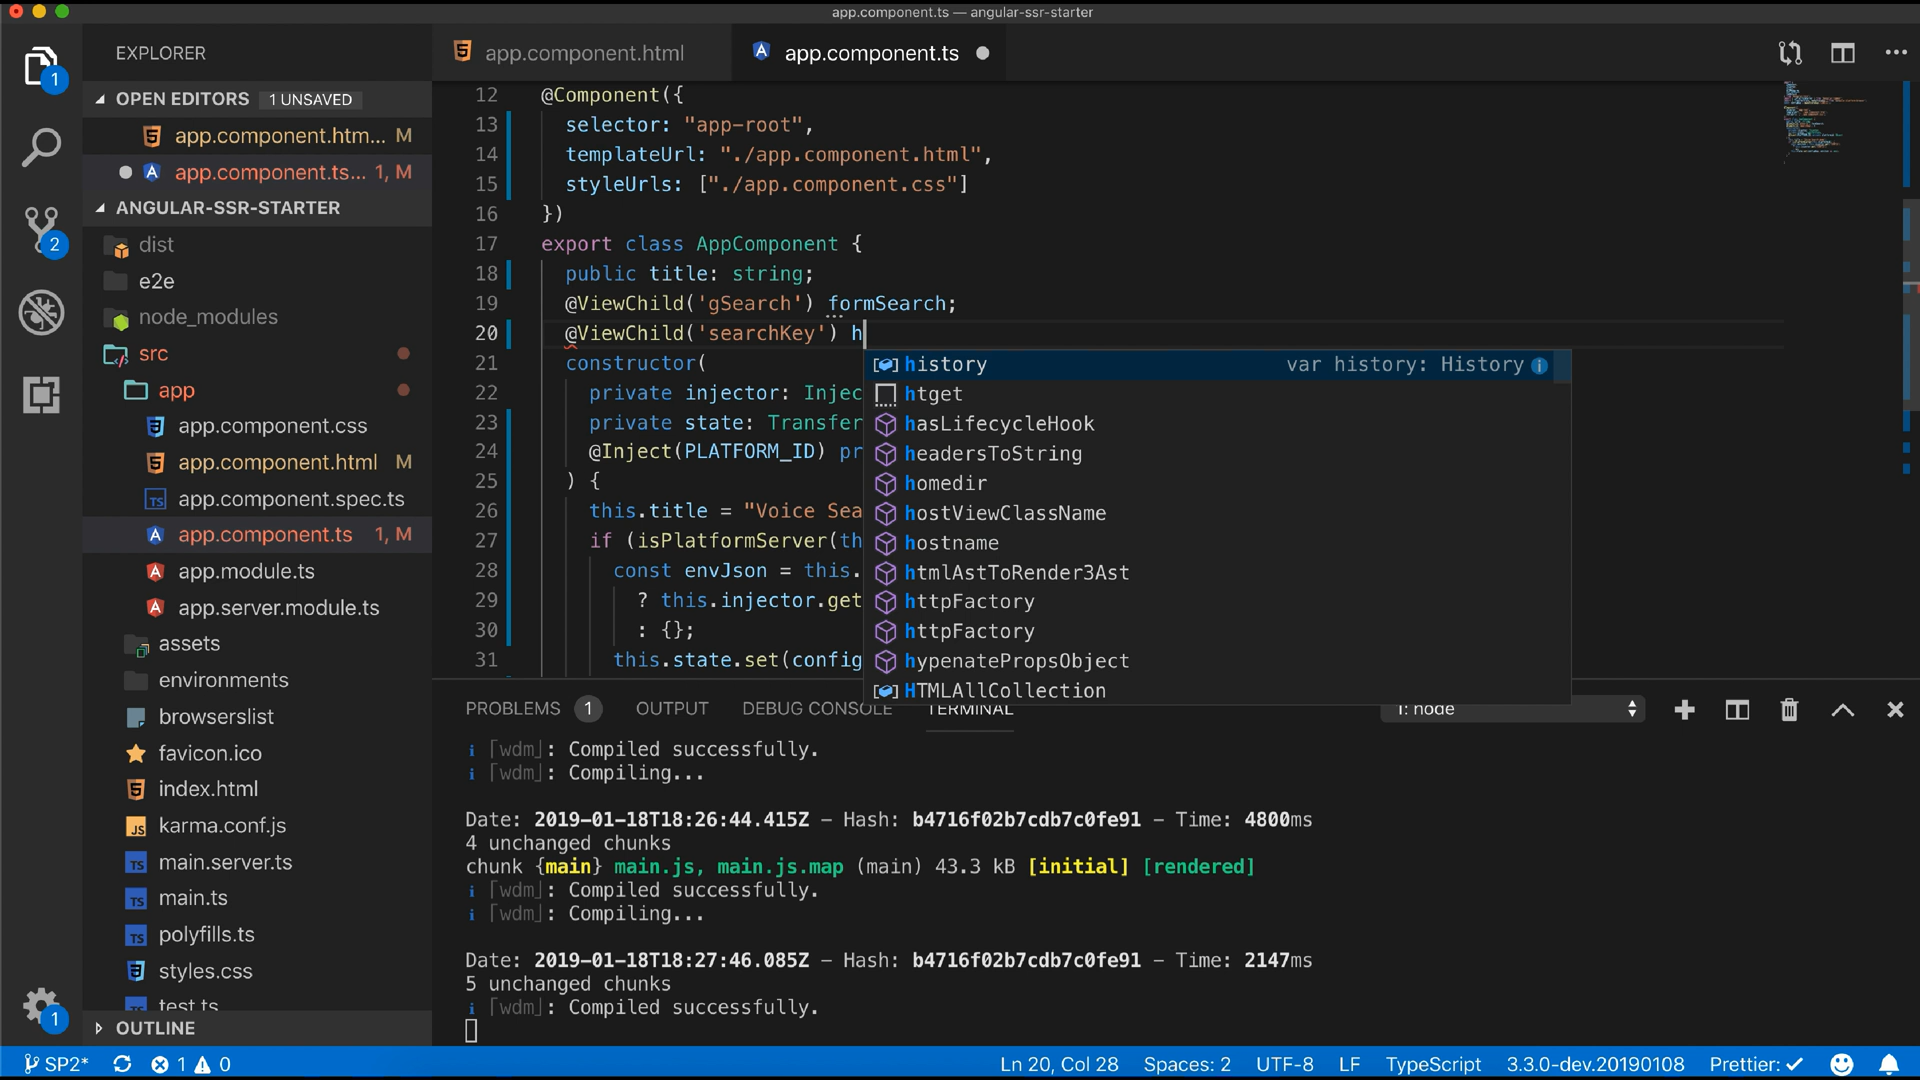 app.component.ts — angular-ssr-starter
EXPLORER
OPEN EDITORS 1 UNSAVED
app.component.htm... M
app.component.ts... 1, M
ANGULAR-SSR-STARTER
dist
e2e
node_modules
src
app
app.component.css
app.component.html M
app.component.spec.ts
app.component.ts 1, M
app.module.ts
app.server.module.ts
assets
environments
browserslist
favicon.ico
index.html
karma.conf.js
main.server.ts
main.ts
polyfills.ts
styles.css
test.ts
OUTLINE
1
2
1
app.component.html
app.component.ts
12 @Component({
13 selector: "app-root",
14 templateUrl: "./app.component.html",
15 styleUrls: ["./app.component.css"]
16 })
17 export class AppComponent {
18 public title: string;
19 @ViewChild('gSearch') formSearch;
20 @ViewChild('searchKey') h
21 constructor(
22 private injector: Injec
23 private state: Transfer
24 @Inject(PLATFORM_ID) pr
25 ) {
26 this.title = "Voice Sea
27 if (isPlatformServer(th
28 const envJson = this.
29 ? this.injector.get
30 : {};
31 this.state.set(config
history var history: History
htget
hasLifecycleHook
headersToString
homedir
hostViewClassName
hostname
htmlAstToRender3Ast
httpFactory
httpFactory
hypenatePropsObject
HTMLAllCollection
PROBLEMS 1 OUTPUT DEBUG CONSOLE TERMINAL 1: node
i ｢wdm｣: Compiled successfully.
i ｢wdm｣: Compiling...
Date: 2019-01-18T18:26:44.415Z - Hash: b4716f02b7cdb7c0fe91 - Time: 4800ms
4 unchanged chunks
chunk {main} main.js, main.js.map (main) 43.3 kB [initial] [rendered]
i ｢wdm｣: Compiled successfully.
i ｢wdm｣: Compiling...
Date: 2019-01-18T18:27:46.085Z - Hash: b4716f02b7cdb7c0fe91 - Time: 2147ms
5 unchanged chunks
i ｢wdm｣: Compiled successfully.
SP2* 1 0 Ln 20, Col 28 Spaces: 2 UTF-8 LF TypeScript 3.3.0-dev.20190108 Prettier: ✓